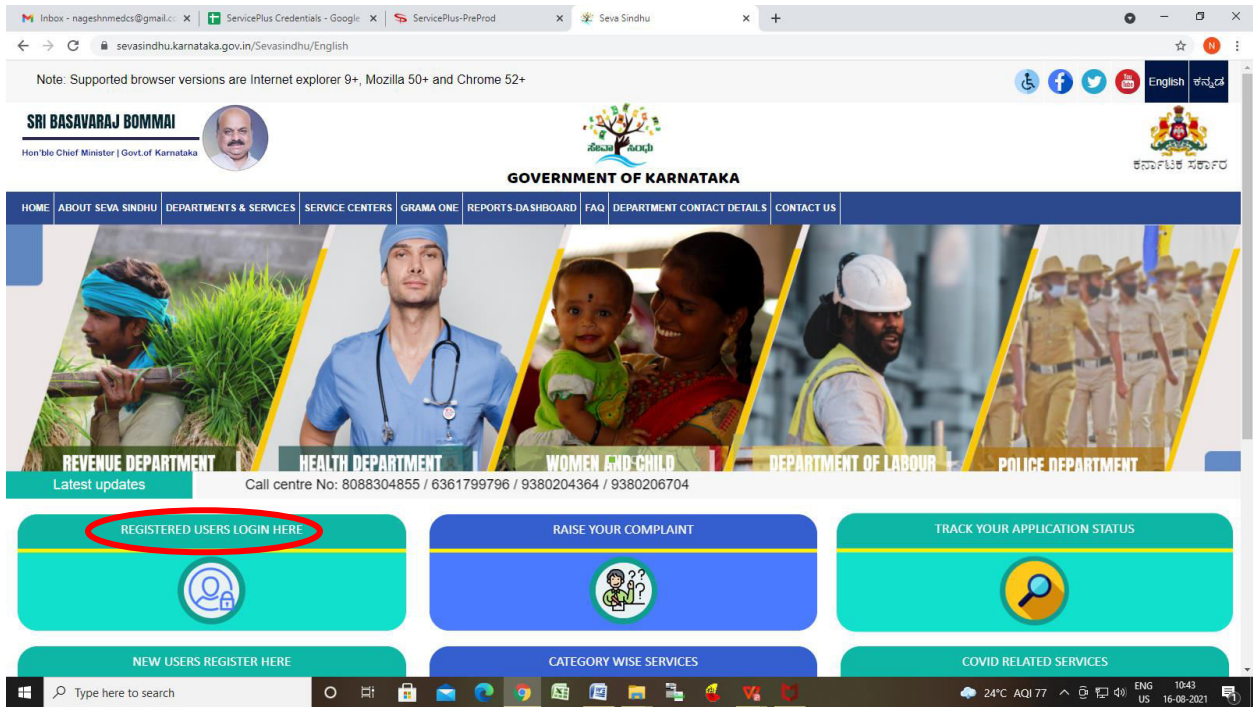 Inbox - nageshnmedcs@gmail.cc
ServicePlus Credentials - Google
ServicePlus-PreProd
Seva Sindhu
sevasindhu.karnataka.gov.in/Sevasindhu/English
N
Note: Supported browser versions are Internet explorer 9+, Mozilla 50+ and Chrome 52+
You
Tube
English
ಕನ್ನಡ
SRI BASAVARAJ BOMMAI
Hon'ble Chief Minister | Govt.of Karnataka
ಸೇವಾ ಸಿಂಧು
GOVERNMENT OF KARNATAKA
ಕರ್ನಾಟಕ ಸರ್ಕಾರ
HOME ABOUT SEVA SINDHU DEPARTMENTS & SERVICES SERVICE CENTERS GRAMA ONE REPORTS-DASHBOARD FAQ DEPARTMENT CONTACT DETAILS CONTACT US
REVENUE DEPARTMENT HEALTH DEPARTMENT WOMEN AND CHILD DEPARTMENT OF LABOUR POLICE DEPARTMENT
Latest updates
Call centre No: 8088304855 / 6361799796 / 9380204364 / 9380206704
REGISTERED USERS LOGIN HERE
RAISE YOUR COMPLAINT
TRACK YOUR APPLICATION STATUS
NEW USERS REGISTER HERE
CATEGORY WISE SERVICES
COVID RELATED SERVICES
Type here to search
24°C AQI 77
ENG
US
10:43
16-08-2021
1